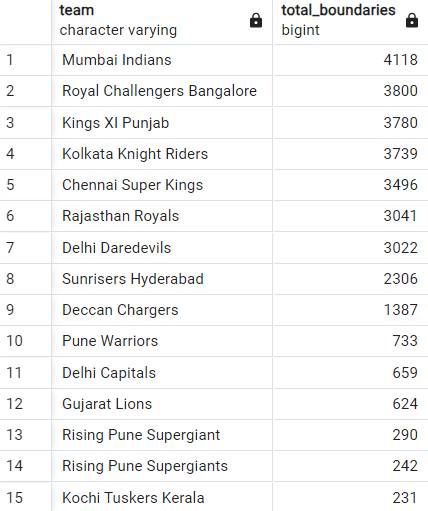 team total_boundaries
character varying bigint
1 Mumbai Indians 4118
2 Royal Challengers Bangalore 3800
3 Kings XI Punjab 3780
4 Kolkata Knight Riders 3739
5 Chennai Super Kings 3496
6 Rajasthan Royals 3041
7 Delhi Daredevils 3022
8 Sunrisers Hyderabad 2306
9 Deccan Chargers 1387
10 Pune Warriors 733
11 Delhi Capitals 659
12 Gujarat Lions 624
13 Rising Pune Supergiant 290
14 Rising Pune Supergiants 242
15 Kochi Tuskers Kerala 231